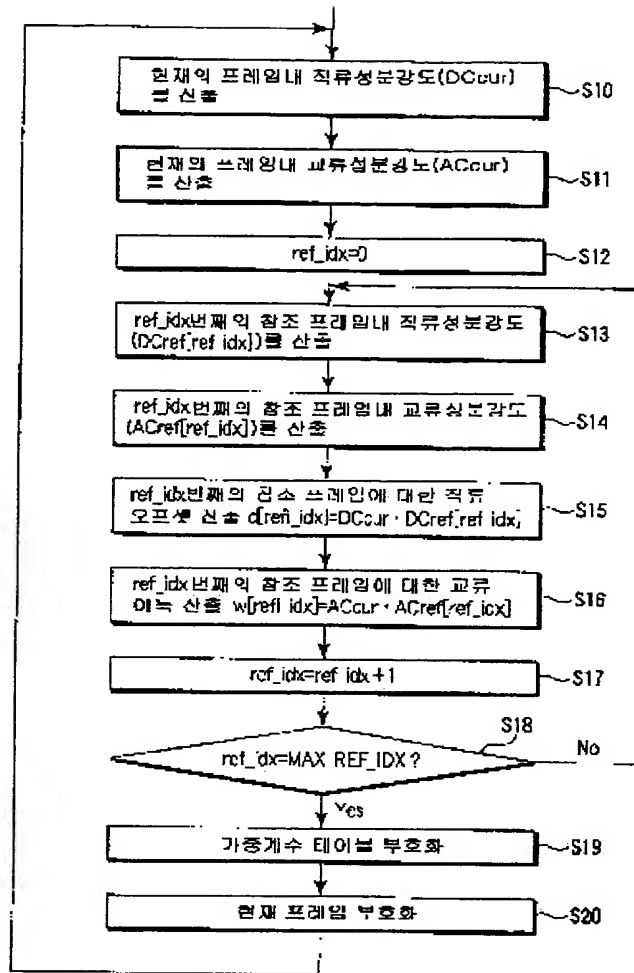 현재의 프레임내 직류성분강도(DCcur)
를 산출
S10
현재의 프레임내 교류성분강도(ACcur)
를 산출
S11
ref_idx=0
S12
ref_idx번째의 참조 프레임내 직류성분강도
(DCref[ref_idx])를 산출
S13
ref_idx번째의 참조 프레임내 교류성분강도
(ACref[ref_idx])를 산출
S14
ref_idx번째의 참조 프레임에 대한 직류
오프셋 산출 d[refi_idx]=DCcur
DCref[ref_idx]
S15
ref_idx번째의 참조 프레임에 대한 교류
산출 w[refi_idx]=ACcur
ACref[ref_idx]
S16
ref_idx=ref_idx+1
S17
S18
ref_idx=MAX_REF_IDX?
No
Yes
가중계수 테이블 부호화
S19
현재 프레임 부호화
S20